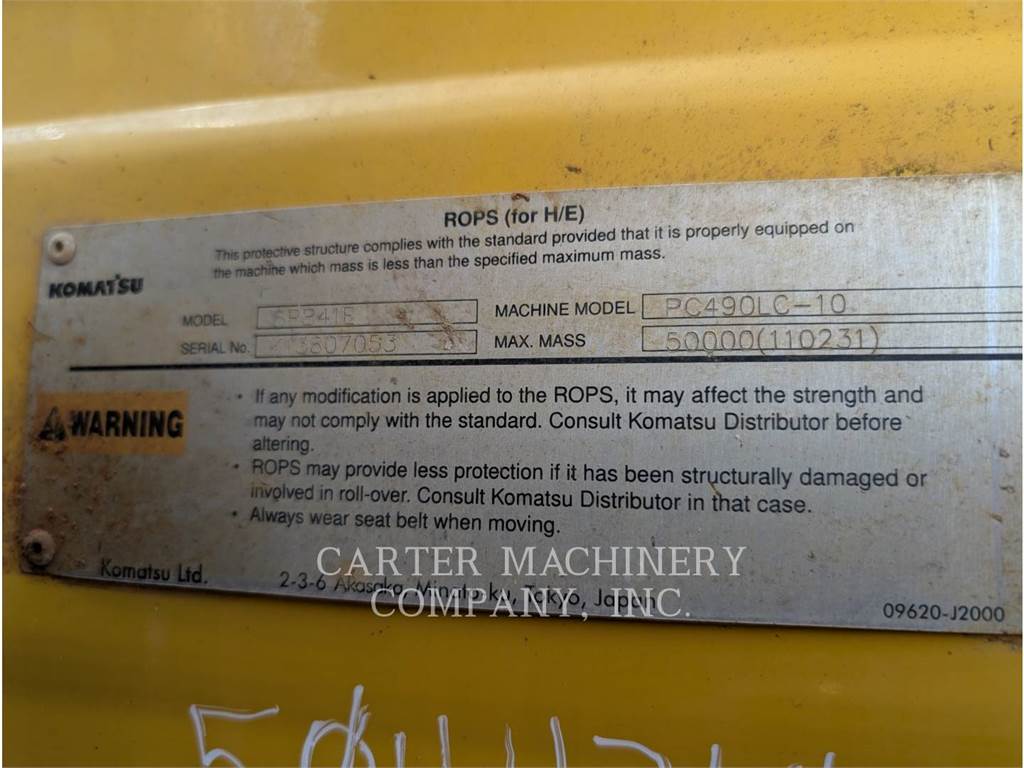 ROPS (for H/E)
This protective structure complies with the standard provided that it is properly equipped on
the machine which mass is less than the specified maximum mass.
KOMATSU
MODEL MACHINE MODEL PC490LC-10
SERIAL No. MAX. MASS 50000(110231)
WARNING
• If any modification is applied to the ROPS, it may affect the strength and
may not comply with the standard. Consult Komatsu Distributor before
altering.
• ROPS may provide less protection if it has been structurally damaged or
involved in roll-over. Consult Komatsu Distributor in that case.
• Always wear seat belt when moving.
CARTER MACHINERY
COMPANY, INC.
Komatsu Ltd. 2-3-6 Akasaka, Minato-ku, Tokyo, Japan
09620-J2000